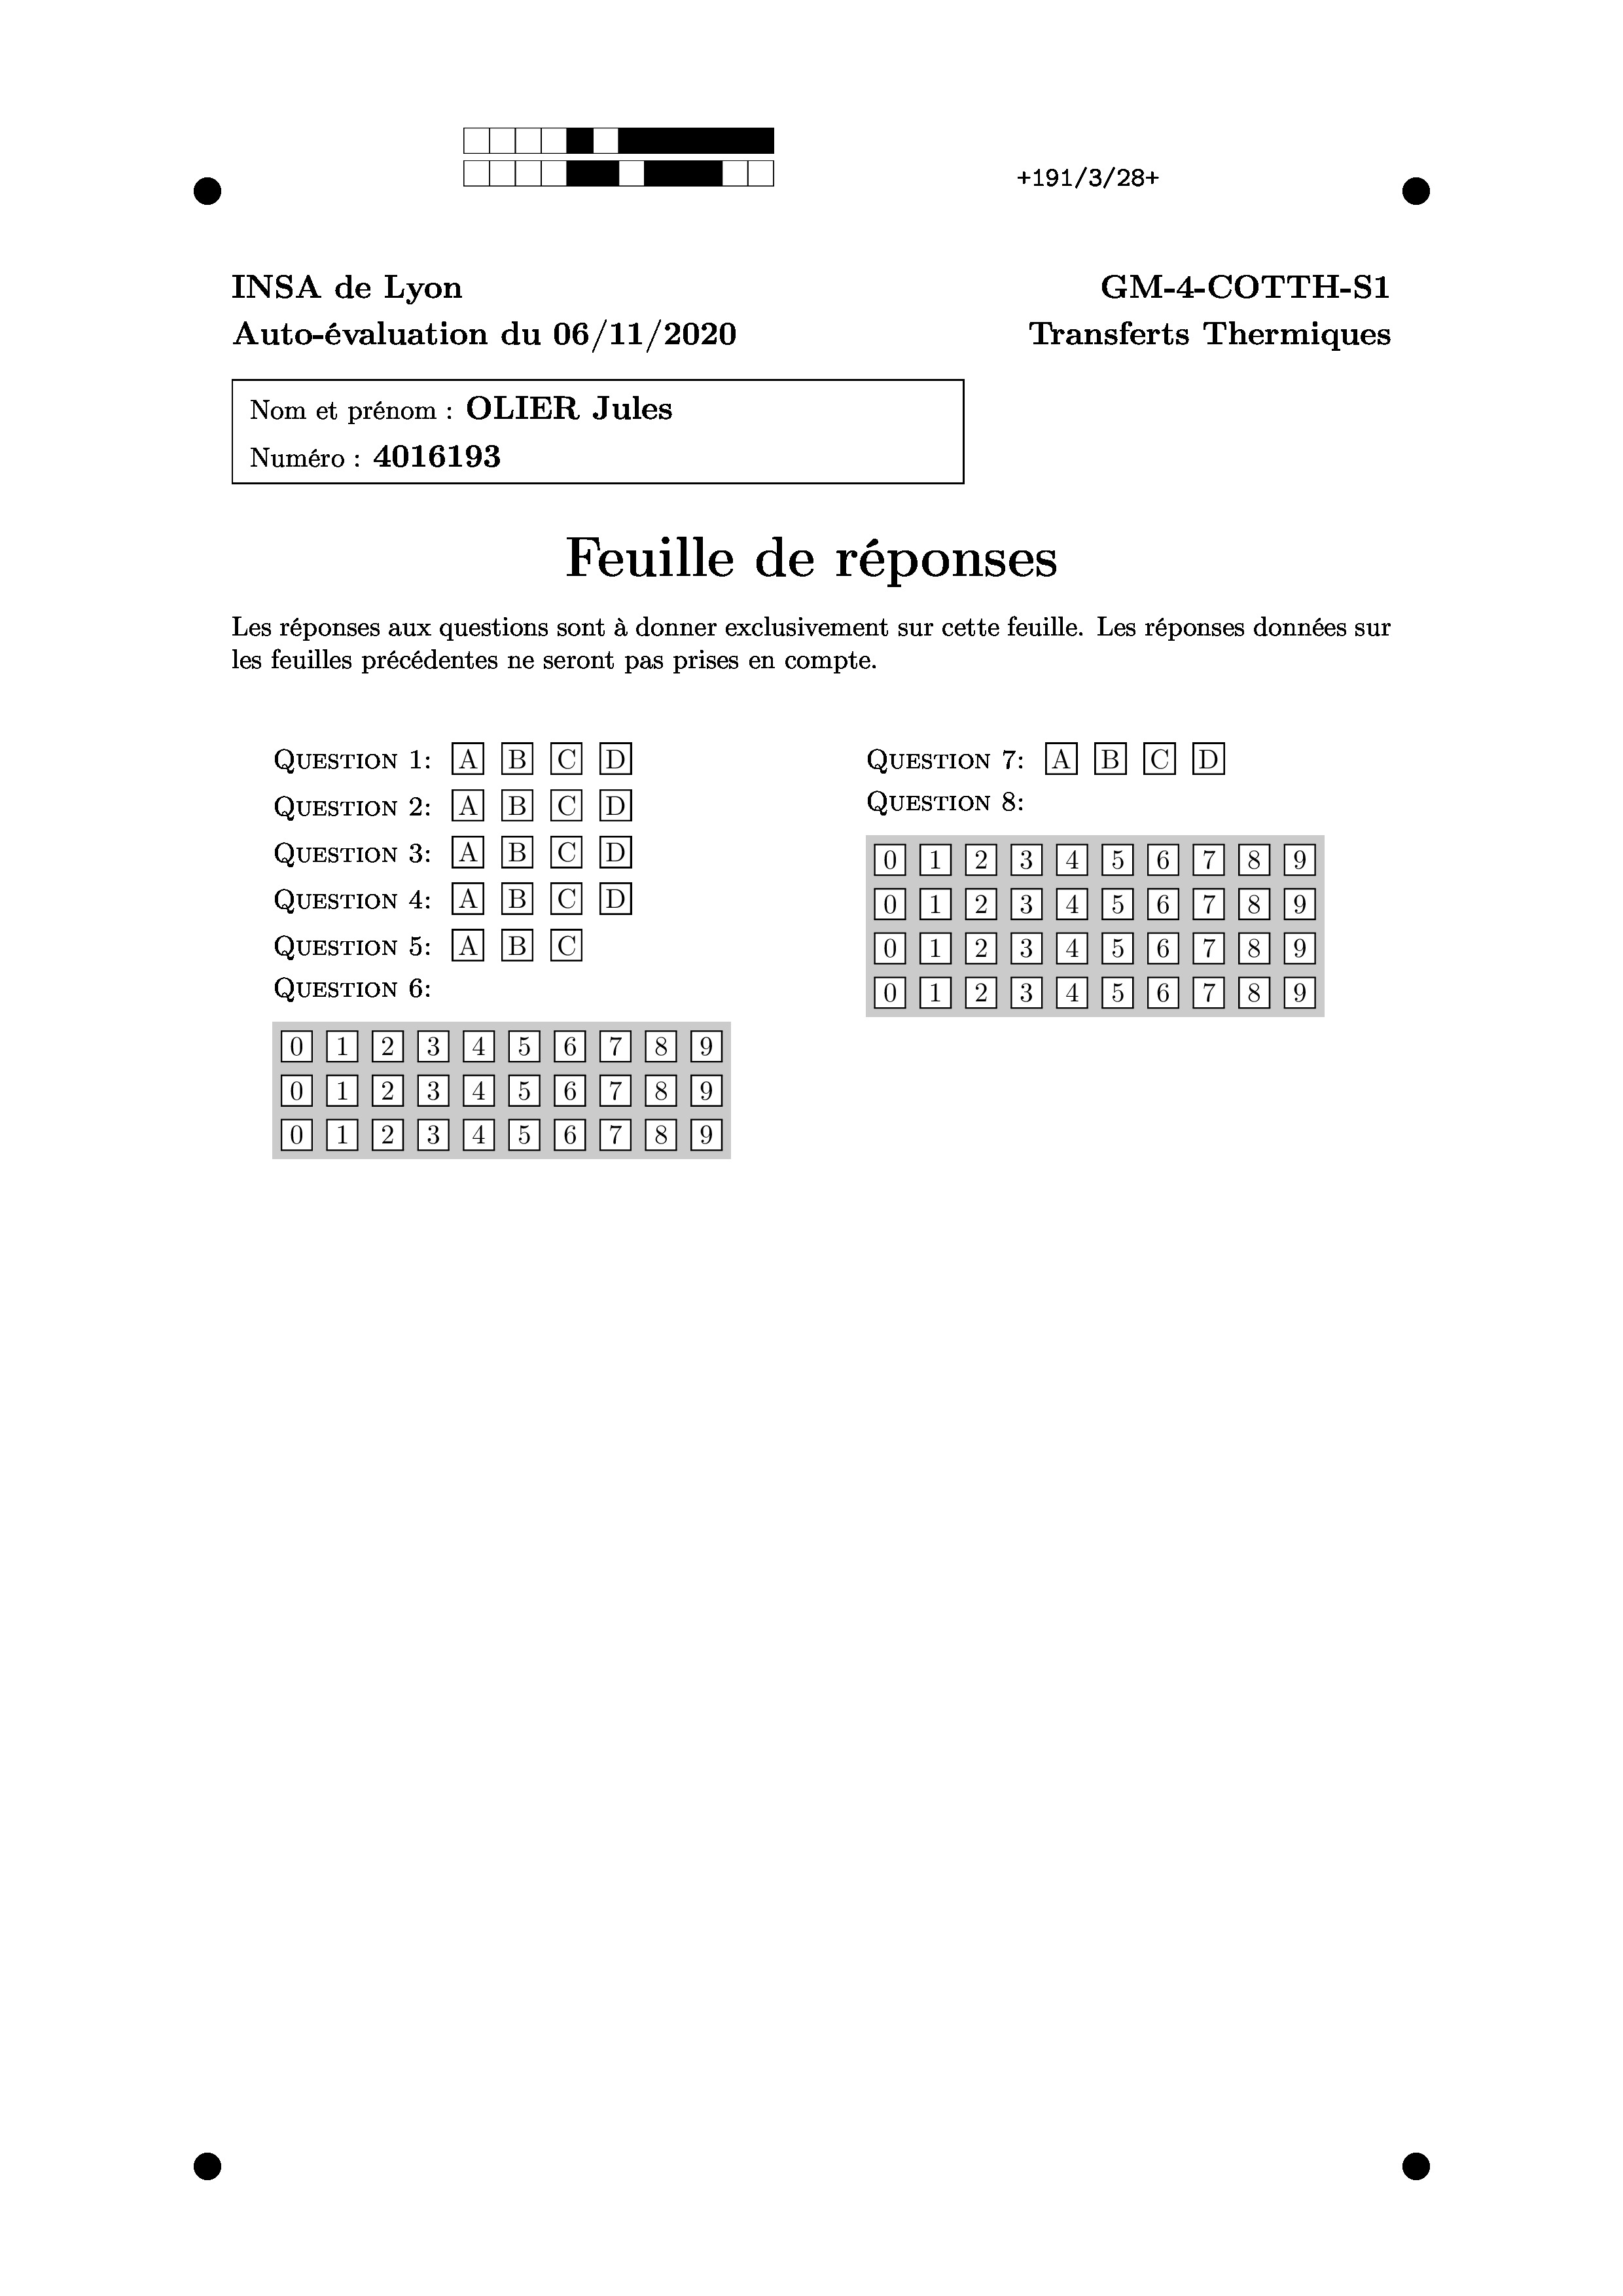 +191/3/28+
INSA de Lyon GM-4-COTTH-S1
Auto-évaluation du 06/11/2020 Transferts Thermiques
Nom et prénom : OLIER Jules
Numéro : 4016193
Feuille de réponses
Les réponses aux questions sont à donner exclusivement sur cette feuille. Les réponses données sur
les feuilles précédentes ne seront pas prises en compte.
QUESTION 1: A B C D
QUESTION 2: A B C D
QUESTION 3: A B C D
QUESTION 4: A B C D
QUESTION 5: A B C
QUESTION 6:
0 1 2 3 4 5 6 7 8 9
0 1 2 3 4 5 6 7 8 9
0 1 2 3 4 5 6 7 8 9
QUESTION 7: A B C D
QUESTION 8:
0 1 2 3 4 5 6 7 8 9
0 1 2 3 4 5 6 7 8 9
0 1 2 3 4 5 6 7 8 9
0 1 2 3 4 5 6 7 8 9